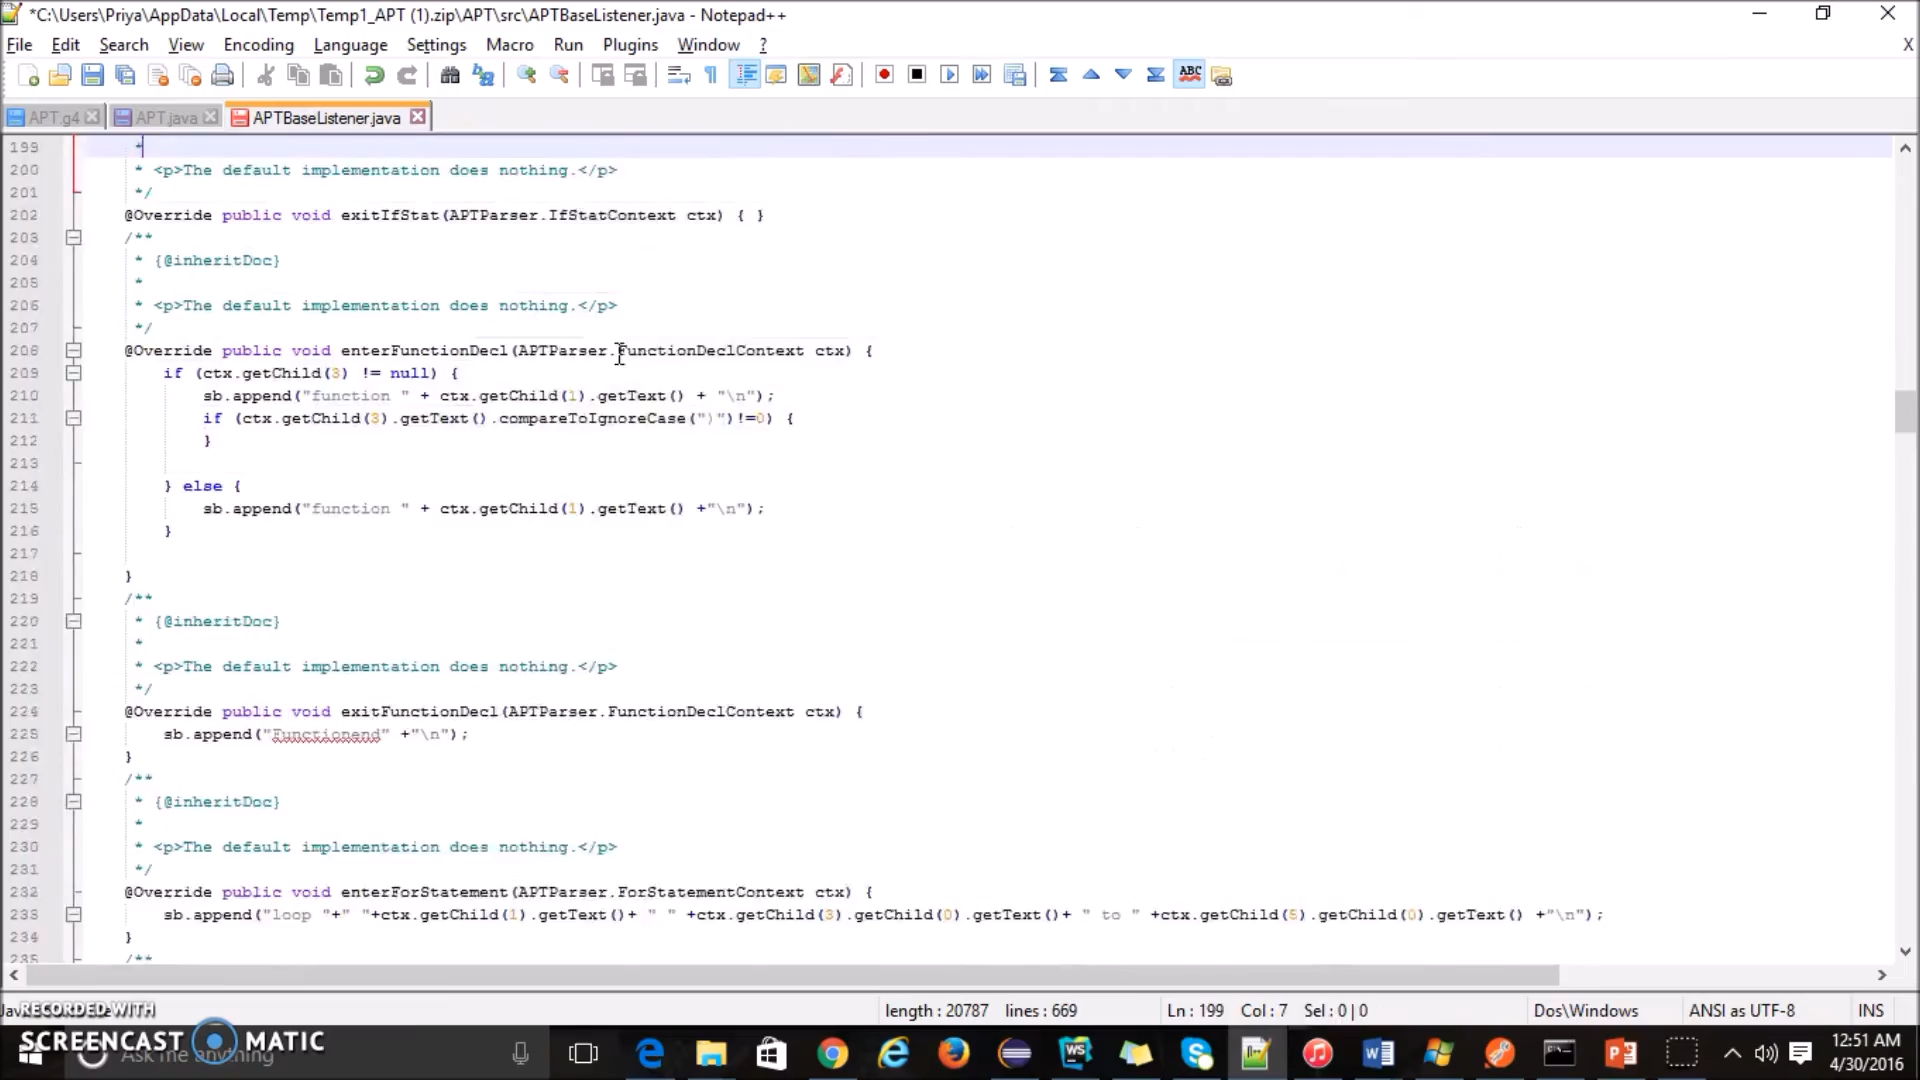 *C:\Users\Priya\AppData\Local\Temp\Temp1_APT (1).zip\APT\src\APTBaseListener.java - Notepad++
File Edit Search View Encoding Language Settings Macro Run Plugins Window ? X
APT.g4 APT.java APTBaseListener.java
199 *
200 * <p>The default implementation does nothing.</p>
201 */
202 @Override public void exitIfStat(APTParser.IfStatContext ctx) { }
203 /**
204 * {@inheritDoc}
205 *
206 * <p>The default implementation does nothing.</p>
207 */
208 @Override public void enterFunctionDecl(APTParser.FunctionDeclContext ctx) {
209 if (ctx.getChild(3) != null) {
210 sb.append("function " + ctx.getChild(1).getText() + "\n");
211 if (ctx.getChild(3).getText().compareToIgnoreCase(")")!=0) {
212 }
213
214 } else {
215 sb.append("function " + ctx.getChild(1).getText() +"\n");
216 }
217
218 }
219 /**
220 * {@inheritDoc}
221 *
222 * <p>The default implementation does nothing.</p>
223 */
224 @Override public void exitFunctionDecl(APTParser.FunctionDeclContext ctx) {
225 sb.append("Functionend" +"\n");
226 }
227 /**
228 * {@inheritDoc}
229 *
230 * <p>The default implementation does nothing.</p>
231 */
232 @Override public void enterForStatement(APTParser.ForStatementContext ctx) {
233 sb.append("loop "+" "+ctx.getChild(1).getText()+ " " +ctx.getChild(3).getChild(0).getText()+ " to " +ctx.getChild(5).getChild(0).getText() +"\n");
234 }
235 /**
length : 20787 lines : 669 Ln : 199 Col : 7 Sel : 0 | 0 Dos\Windows ANSI as UTF-8 INS
RECORDED WITH
SCREENCAST MATIC
Ask me anything
12:51 AM
4/30/2016